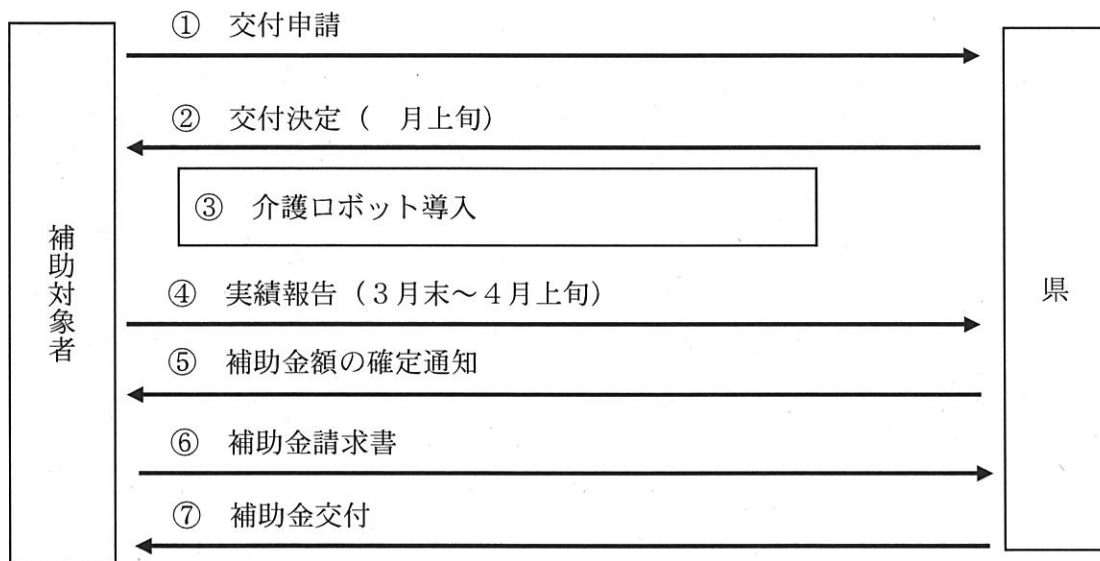 ① 交付申請
② 交付決定（　月上旬）
③ 介護ロボット導入
④ 実績報告（３月末～４月上旬）
⑤ 補助金額の確定通知
⑥ 補助金請求書
⑦ 補助金交付
補助対象者
県